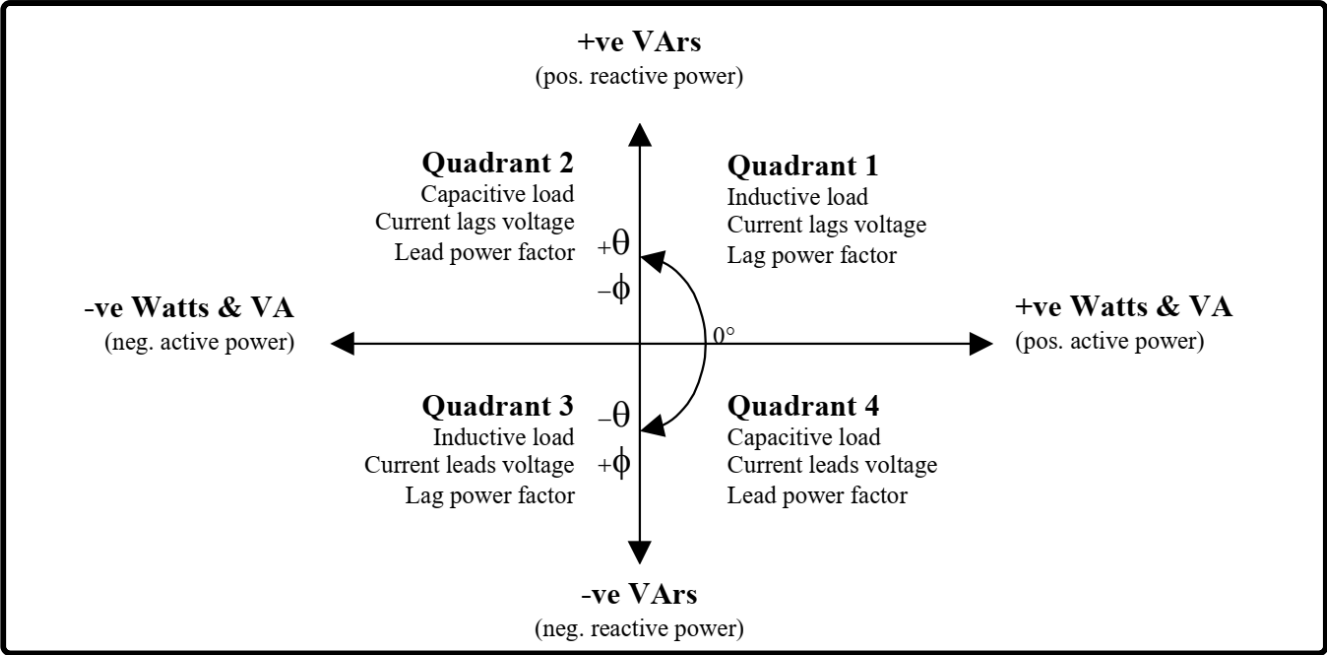 +ve VArs
(pos. reactive power)
Quadrant 2
Capacitive load
Current lags voltage
Lead power factor
Quadrant 1
Inductive load
Current lags voltage
Lag power factor
+θ
–ϕ
-ve Watts & VA
(neg. active power)
0°
+ve Watts & VA
(pos. active power)
Quadrant 3
Inductive load
Current leads voltage
Lag power factor
–θ
+ϕ
Quadrant 4
Capacitive load
Current leads voltage
Lead power factor
-ve VArs
(neg. reactive power)